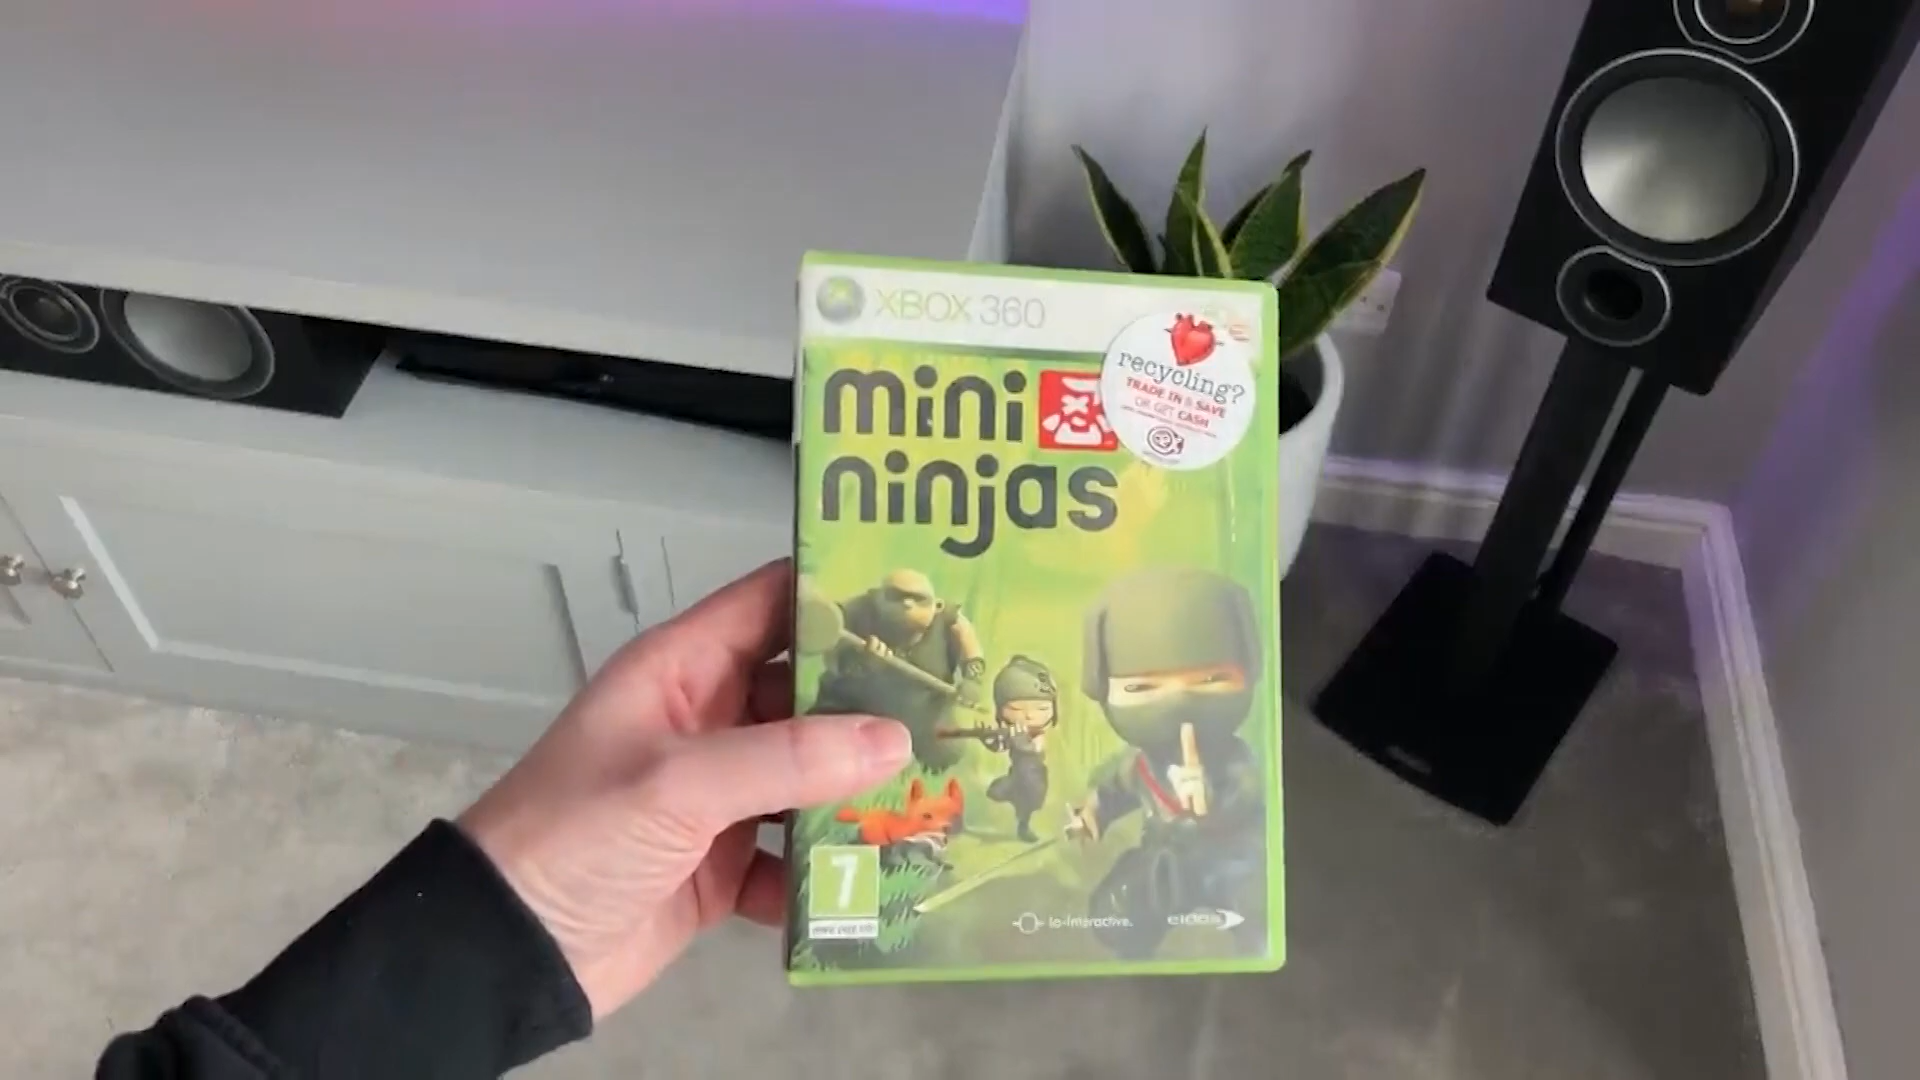 XBOX 360
mini
ninjas
recycling?
TRADE IN & SAVE
OR GET CASH
7
io-interactive.
eidos